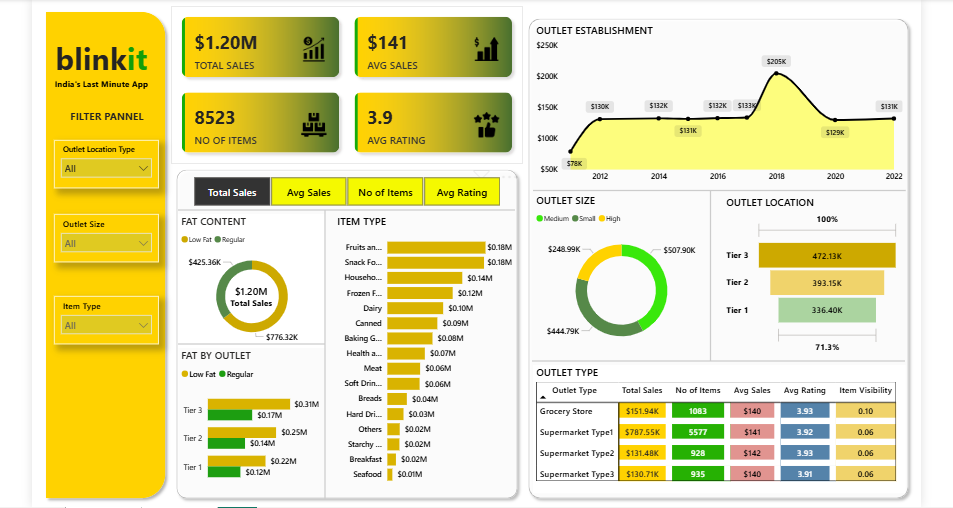 blinkit
India's Last Minute App
FILTER PANNEL
Outlet Location Type
All
Outlet Size
All
Item Type
All
$1.20M
TOTAL SALES
$141
AVG SALES
8523
NO OF ITEMS
3.9
AVG RATING
Total Sales
Avg Sales
No of Items
Avg Rating
FAT CONTENT
Low Fat Regular
$425.36K
$1.20M
Total Sales
$776.32K
FAT BY OUTLET
Low Fat Regular
Tier 3 $0.31M
$0.17M
Tier 2 $0.25M
$0.14M
Tier 1 $0.22M
$0.12M
ITEM TYPE
Fruits an... $0.18M
Snack Fo... $0.18M
Househo... $0.14M
Frozen F... $0.12M
Dairy $0.10M
Canned $0.09M
Baking G... $0.08M
Health a... $0.07M
Meat $0.06M
Soft Drin... $0.06M
Breads $0.04M
Hard Dri... $0.03M
Others $0.02M
Starchy ... $0.02M
Breakfast $0.02M
Seafood $0.01M
OUTLET ESTABLISHMENT
$250K
$200K
$150K
$100K
$50K
$78K
$130K
$132K
$131K
$132K
$133K
$205K
$129K
$131K
2012 2014 2016 2018 2020 2022
OUTLET SIZE
Medium Small High
$248.99K
$507.90K
$444.79K
OUTLET LOCATION
100%
Tier 3 472.13K
Tier 2 393.15K
Tier 1 336.40K
71.3%
OUTLET TYPE
Outlet Type Total Sales No of Items Avg Sales Avg Rating Item Visibility
Grocery Store $151.94K 1083 $140 3.93 0.10
Supermarket Type1 $787.55K 5577 $141 3.92 0.06
Supermarket Type2 $131.48K 928 $142 3.93 0.06
Supermarket Type3 $130.71K 935 $140 3.91 0.06